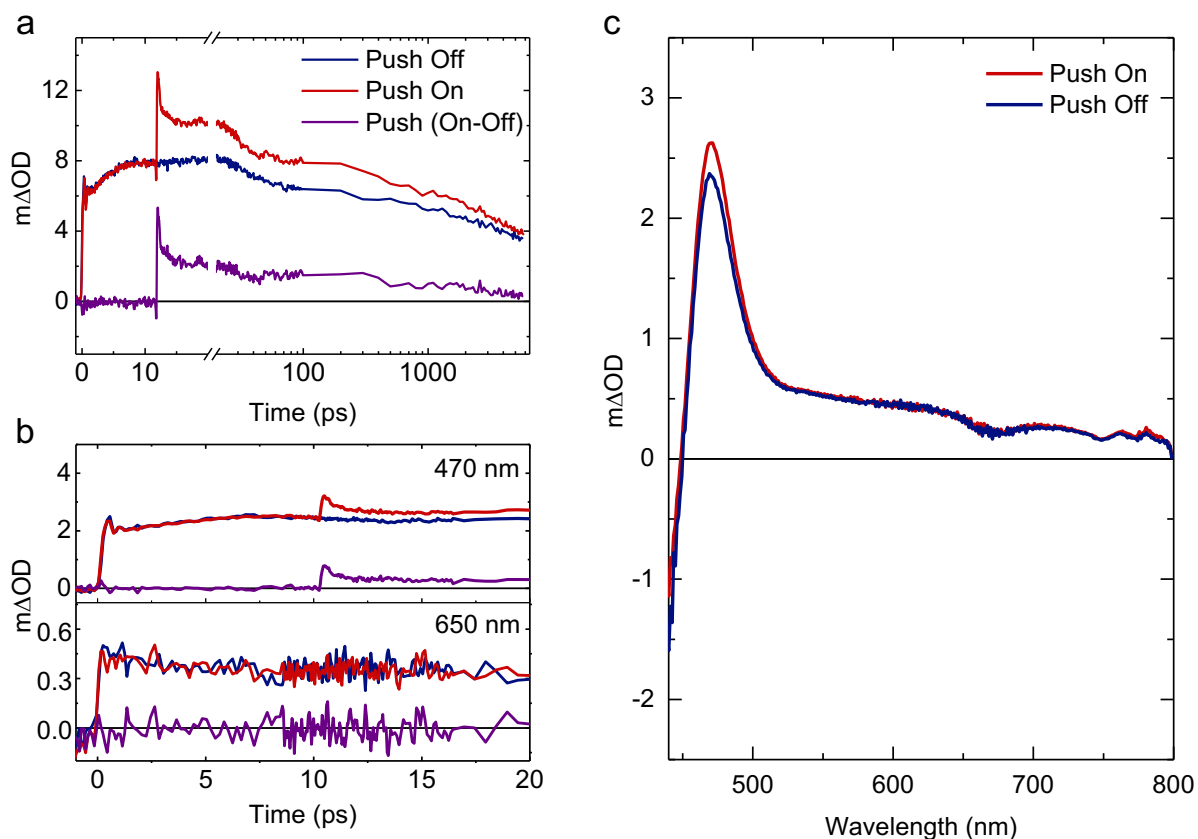 a
Push Off
Push On
Push (On-Off)
12
8
4
0
mΔOD
0 10 100 1000
Time (ps)
b
470 nm
4
2
0
650 nm
0.6
0.3
0.0
mΔOD
0 5 10 15 20
Time (ps)
c
Push On
Push Off
3
2
1
0
-1
-2
mΔOD
500 600 700 800
Wavelength (nm)